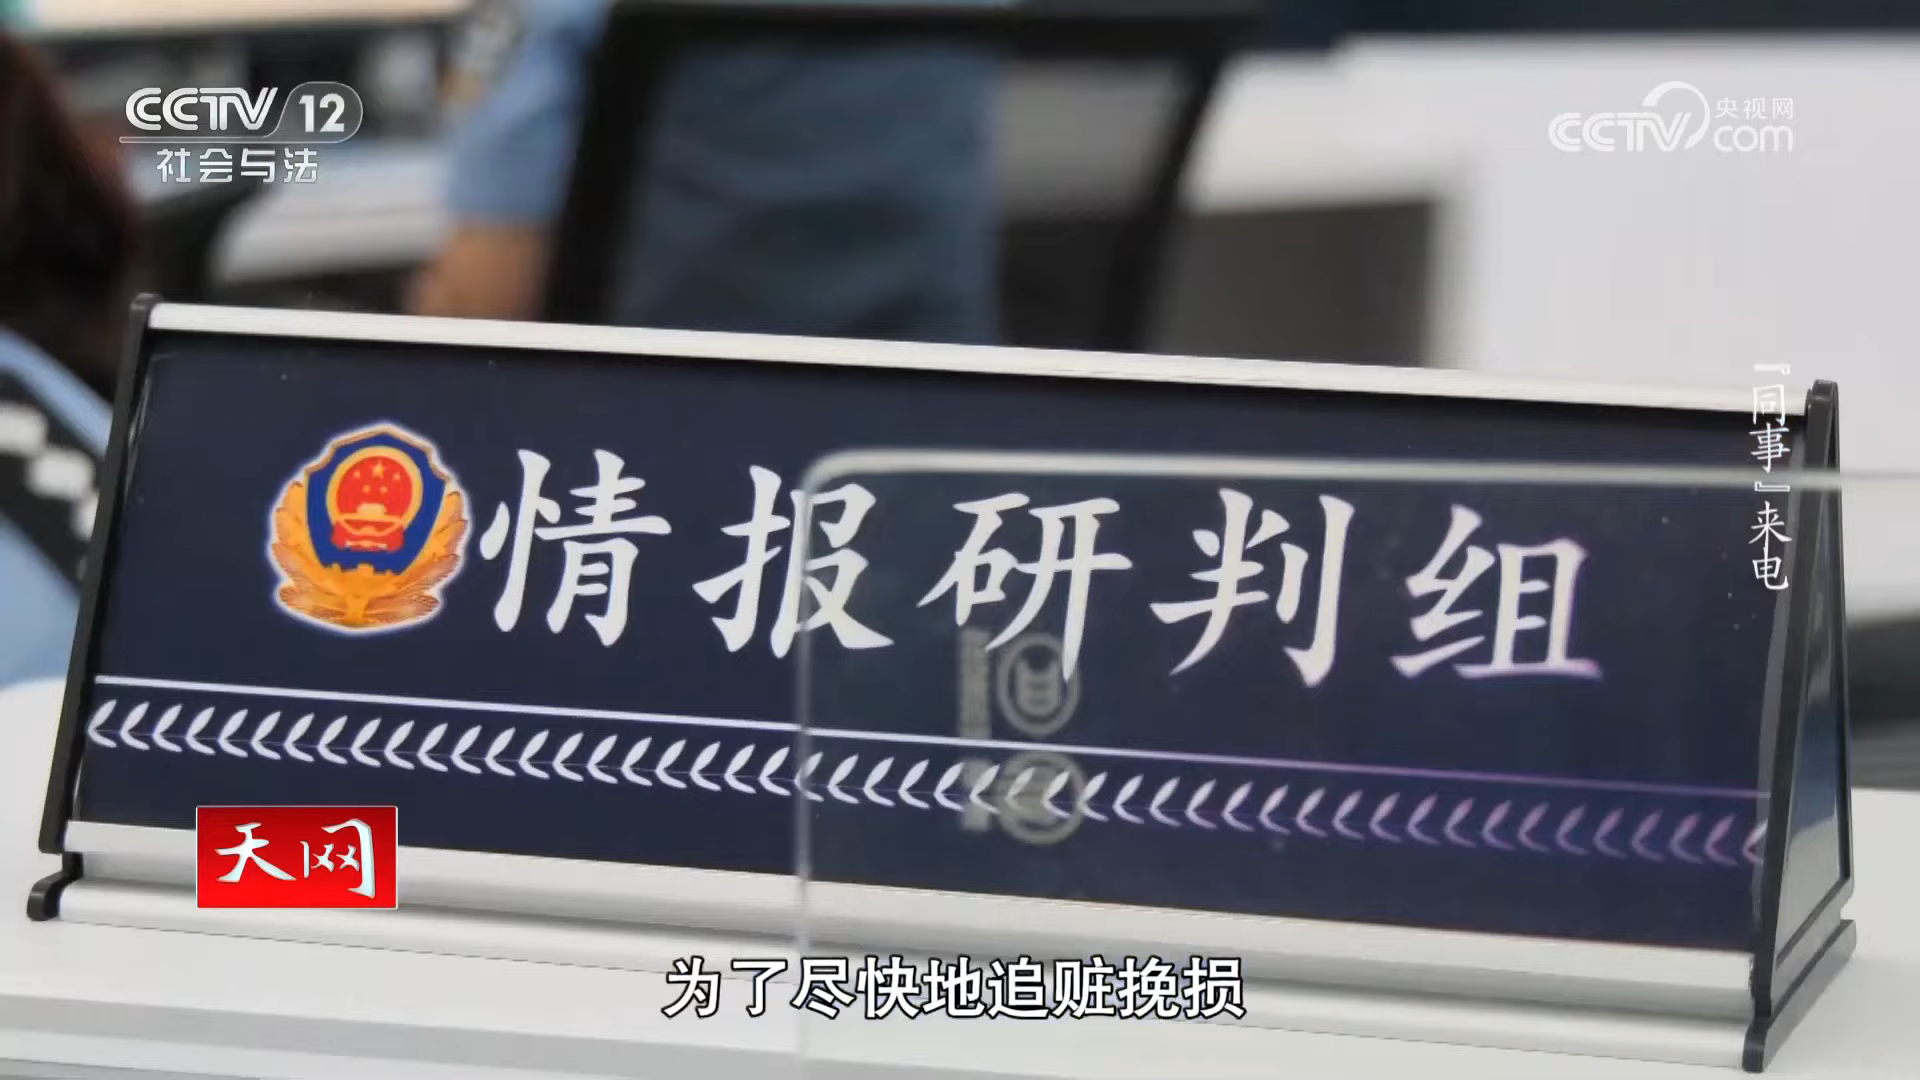 CCTV 12
社会与法
央视网
CCTV com
『同事』来电
情报研判组
天网
为了尽快地追赃挽损